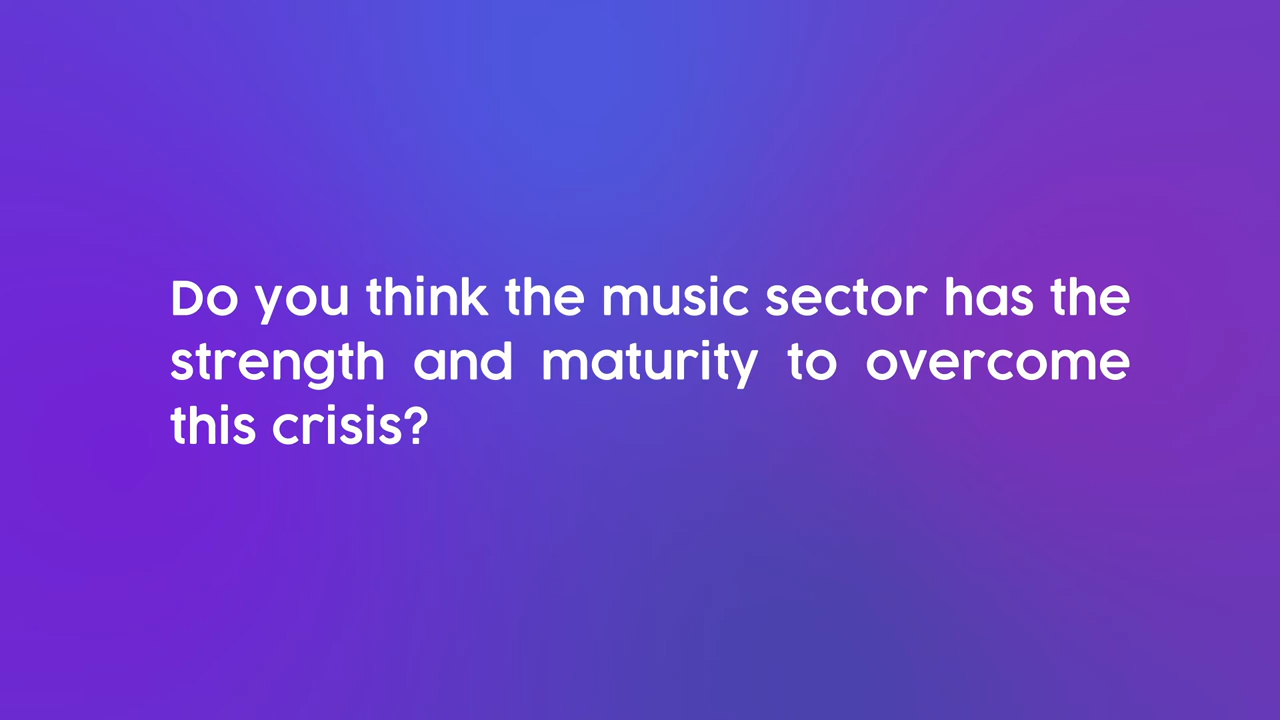 Do you think the music sector has the
strength and maturity to overcome
this crisis?